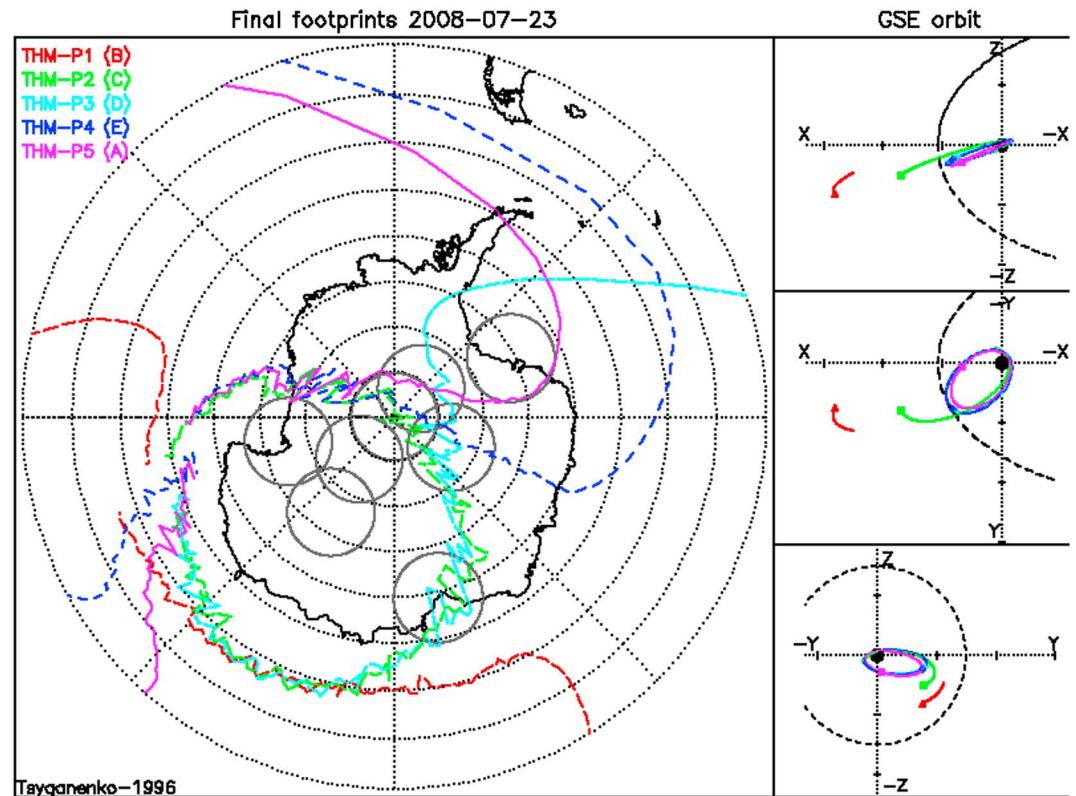 Final footprints 2008-07-23
GSE orbit
THM-P1 (B)
THM-P2 (C)
THM-P3 (D)
THM-P4 (E)
THM-P5 (A)
Z
X
-X
-Z
-Y
X
-X
Y
Z
-Y
Y
-Z
Tsyganenko-1996